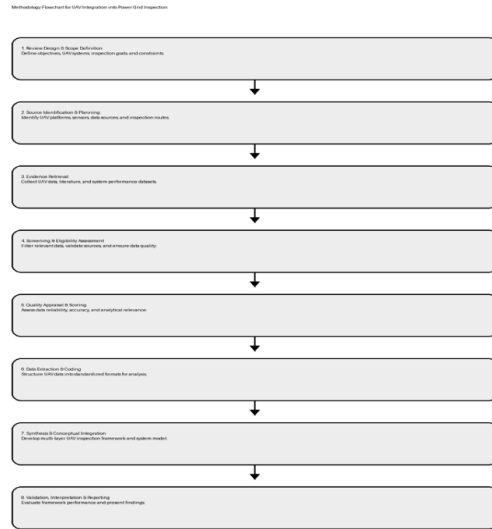 Methodology Flowchart for UAV Integration into Power Grid Inspection
1. Review Design & Scope Definition
Define objectives, UAV systems, inspection goals, and constraints.
2. Source Identification & Planning
Identify UAV platforms, sensors, data sources, and inspection routes.
3. Evidence Retrieval
Collect UAV data, literature, and system performance datasets.
4. Screening & Eligibility Assessment
Filter relevant data, validate sources, and ensure data quality.
5. Quality Appraisal & Scoring
Assess data reliability, accuracy, and analytical relevance.
6. Data Extraction & Coding
Structure UAV data into standardized formats for analysis.
7. Synthesis & Conceptual Integration
Develop multi-layer UAV inspection framework and system model.
8. Validation, Interpretation & Reporting
Evaluate framework performance and present findings.